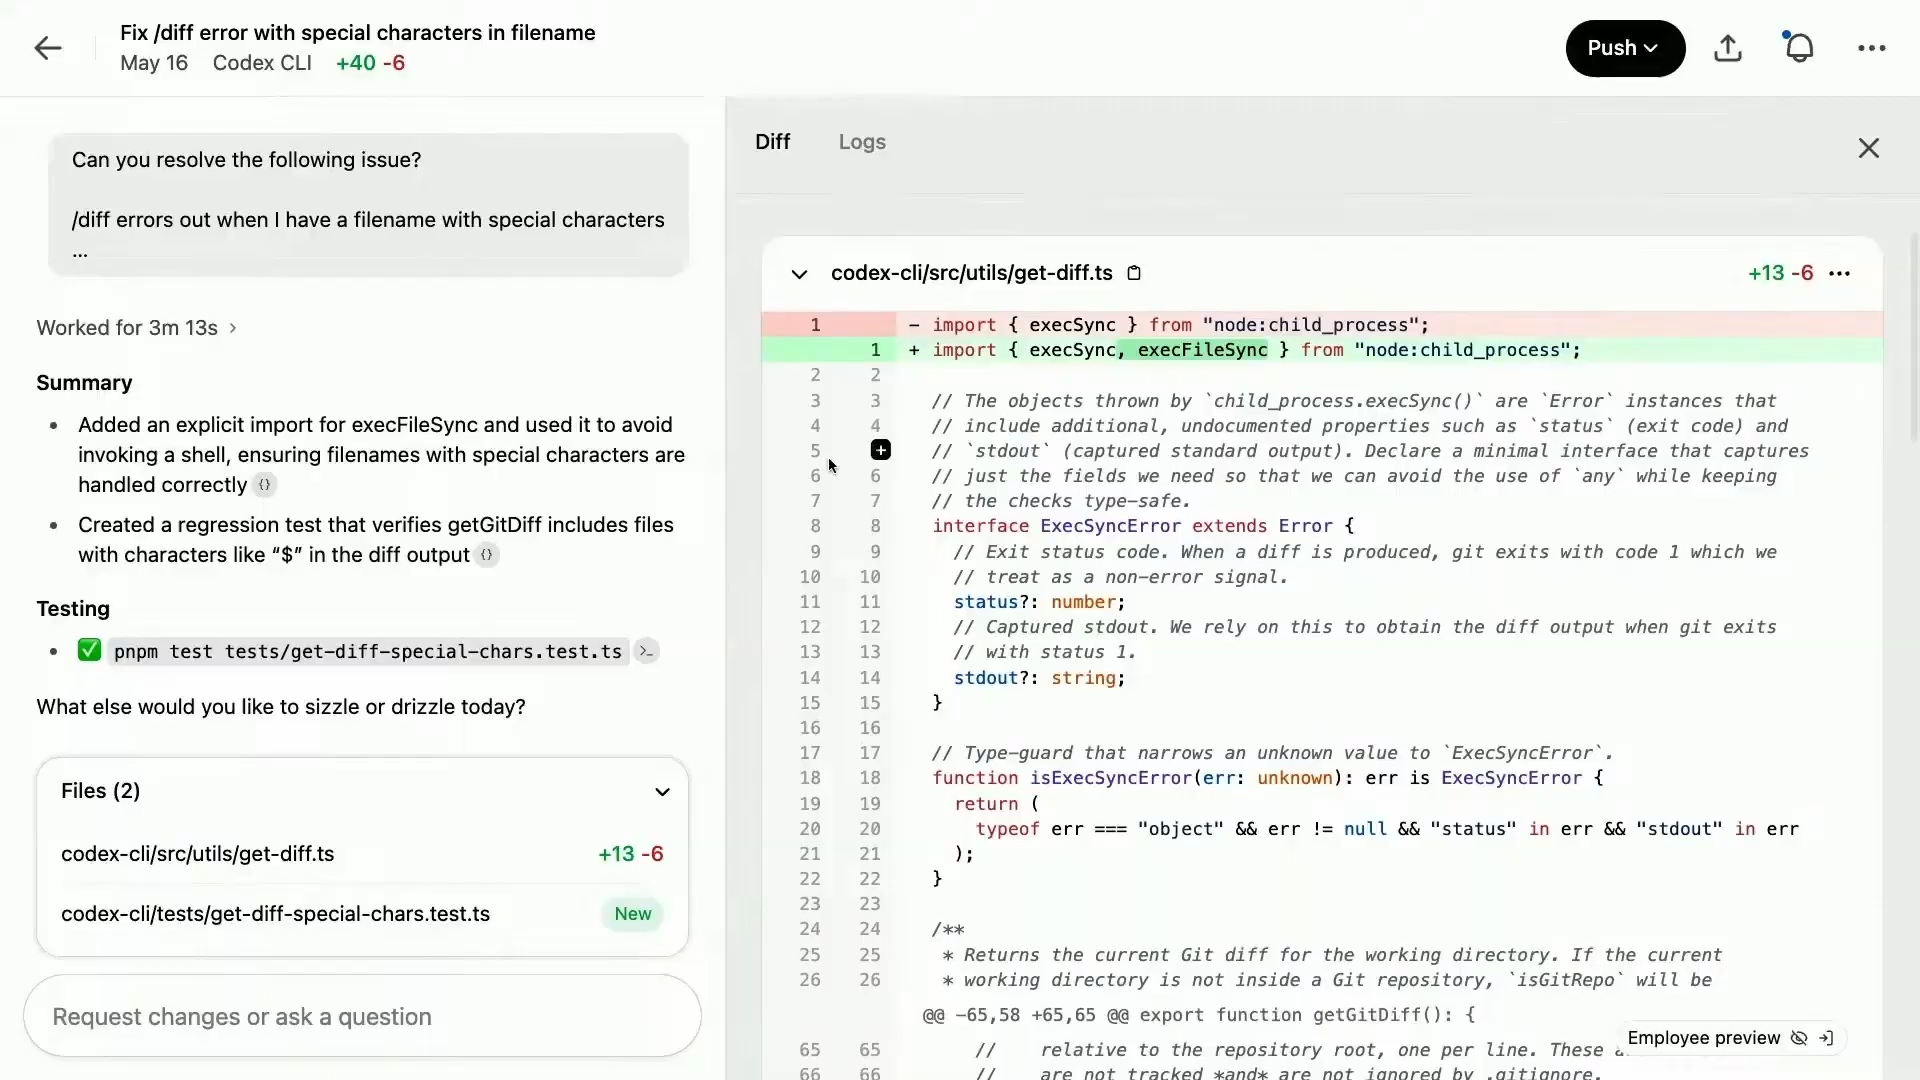 Fix /diff error with special characters in filename
May 16 Codex CLI +40 -6
Push
Can you resolve the following issue?
/diff errors out when I have a filename with special characters
...
Worked for 3m 13s
Summary
Added an explicit import for execFileSync and used it to avoid
invoking a shell, ensuring filenames with special characters are
handled correctly
Created a regression test that verifies getGitDiff includes files
with characters like “$” in the diff output
Testing
pnpm test tests/get-diff-special-chars.test.ts
What else would you like to sizzle or drizzle today?
Files (2)
codex-cli/src/utils/get-diff.ts +13 -6
codex-cli/tests/get-diff-special-chars.test.ts New
Request changes or ask a question
Diff Logs
codex-cli/src/utils/get-diff.ts +13 -6
1 - import { execSync } from "node:child_process";
1 + import { execSync, execFileSync } from "node:child_process";
2 2
3 3 // The objects thrown by `child_process.execSync()` are `Error` instances that
4 4 // include additional, undocumented properties such as `status` (exit code) and
5 + // `stdout` (captured standard output). Declare a minimal interface that captures
6 6 // just the fields we need so that we can avoid the use of `any` while keeping
7 7 // the checks type-safe.
8 8 interface ExecSyncError extends Error {
9 9 // Exit status code. When a diff is produced, git exits with code 1 which we
10 10 // treat as a non-error signal.
11 11 status?: number;
12 12 // Captured stdout. We rely on this to obtain the diff output when git exits
13 13 // with status 1.
14 14 stdout?: string;
15 15 }
16 16
17 17 // Type-guard that narrows an unknown value to `ExecSyncError`.
18 18 function isExecSyncError(err: unknown): err is ExecSyncError {
19 19 return (
20 20 typeof err === "object" && err != null && "status" in err && "stdout" in err
21 21 );
22 22 }
23 23
24 24 /**
25 25 * Returns the current Git diff for the working directory. If the current
26 26 * working directory is not inside a Git repository, `isGitRepo` will be
@@ -65,58 +65,65 @@ export function getGitDiff(): {
65 65 // relative to the repository root, one per line. These
66 66 // are not tracked *and* are not ignored by .gitignore.
Employee preview